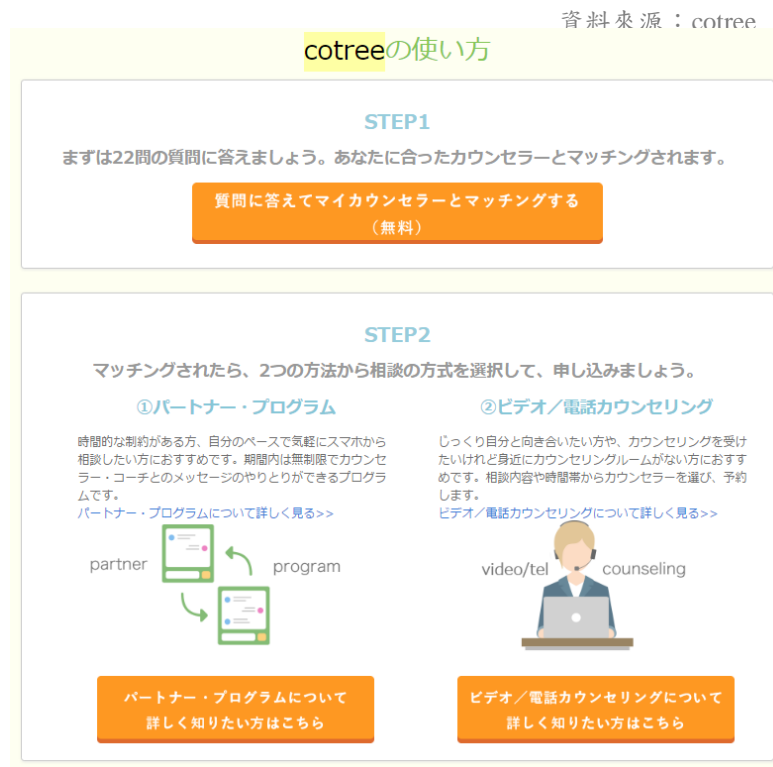 資料來源：cotree
cotreeの使い方
STEP1
まずは22問の質問に答えましょう。あなたに合ったカウンセラーとマッチングされます。
質問に答えてマイカウンセラーとマッチングする
（無料）
STEP2
マッチングされたら、2つの方法から相談の方式を選択して、申し込みましょう。
①パートナー・プログラム
時間的な制約がある方、自分のペースで気軽にスマホから
相談したい方におすすめです。期間内は無制限でカウンセ
ラー・コーチとのメッセージのやりとりができるプログラ
ムです。
パートナー・プログラムについて詳しく見る>>
partner
program
パートナー・プログラムについて
詳しく知りたい方はこちら
②ビデオ／電話カウンセリング
じっくり自分と向き合いたい方や、カウンセリングを受け
たいけれど身近にカウンセリングルームがない方におすす
めです。相談内容や時間帯からカウンセラーを選び、予約
します。
ビデオ／電話カウンセリングについて詳しく見る>>
video/tel
counseling
ビデオ／電話カウンセリングについて
詳しく知りたい方はこちら